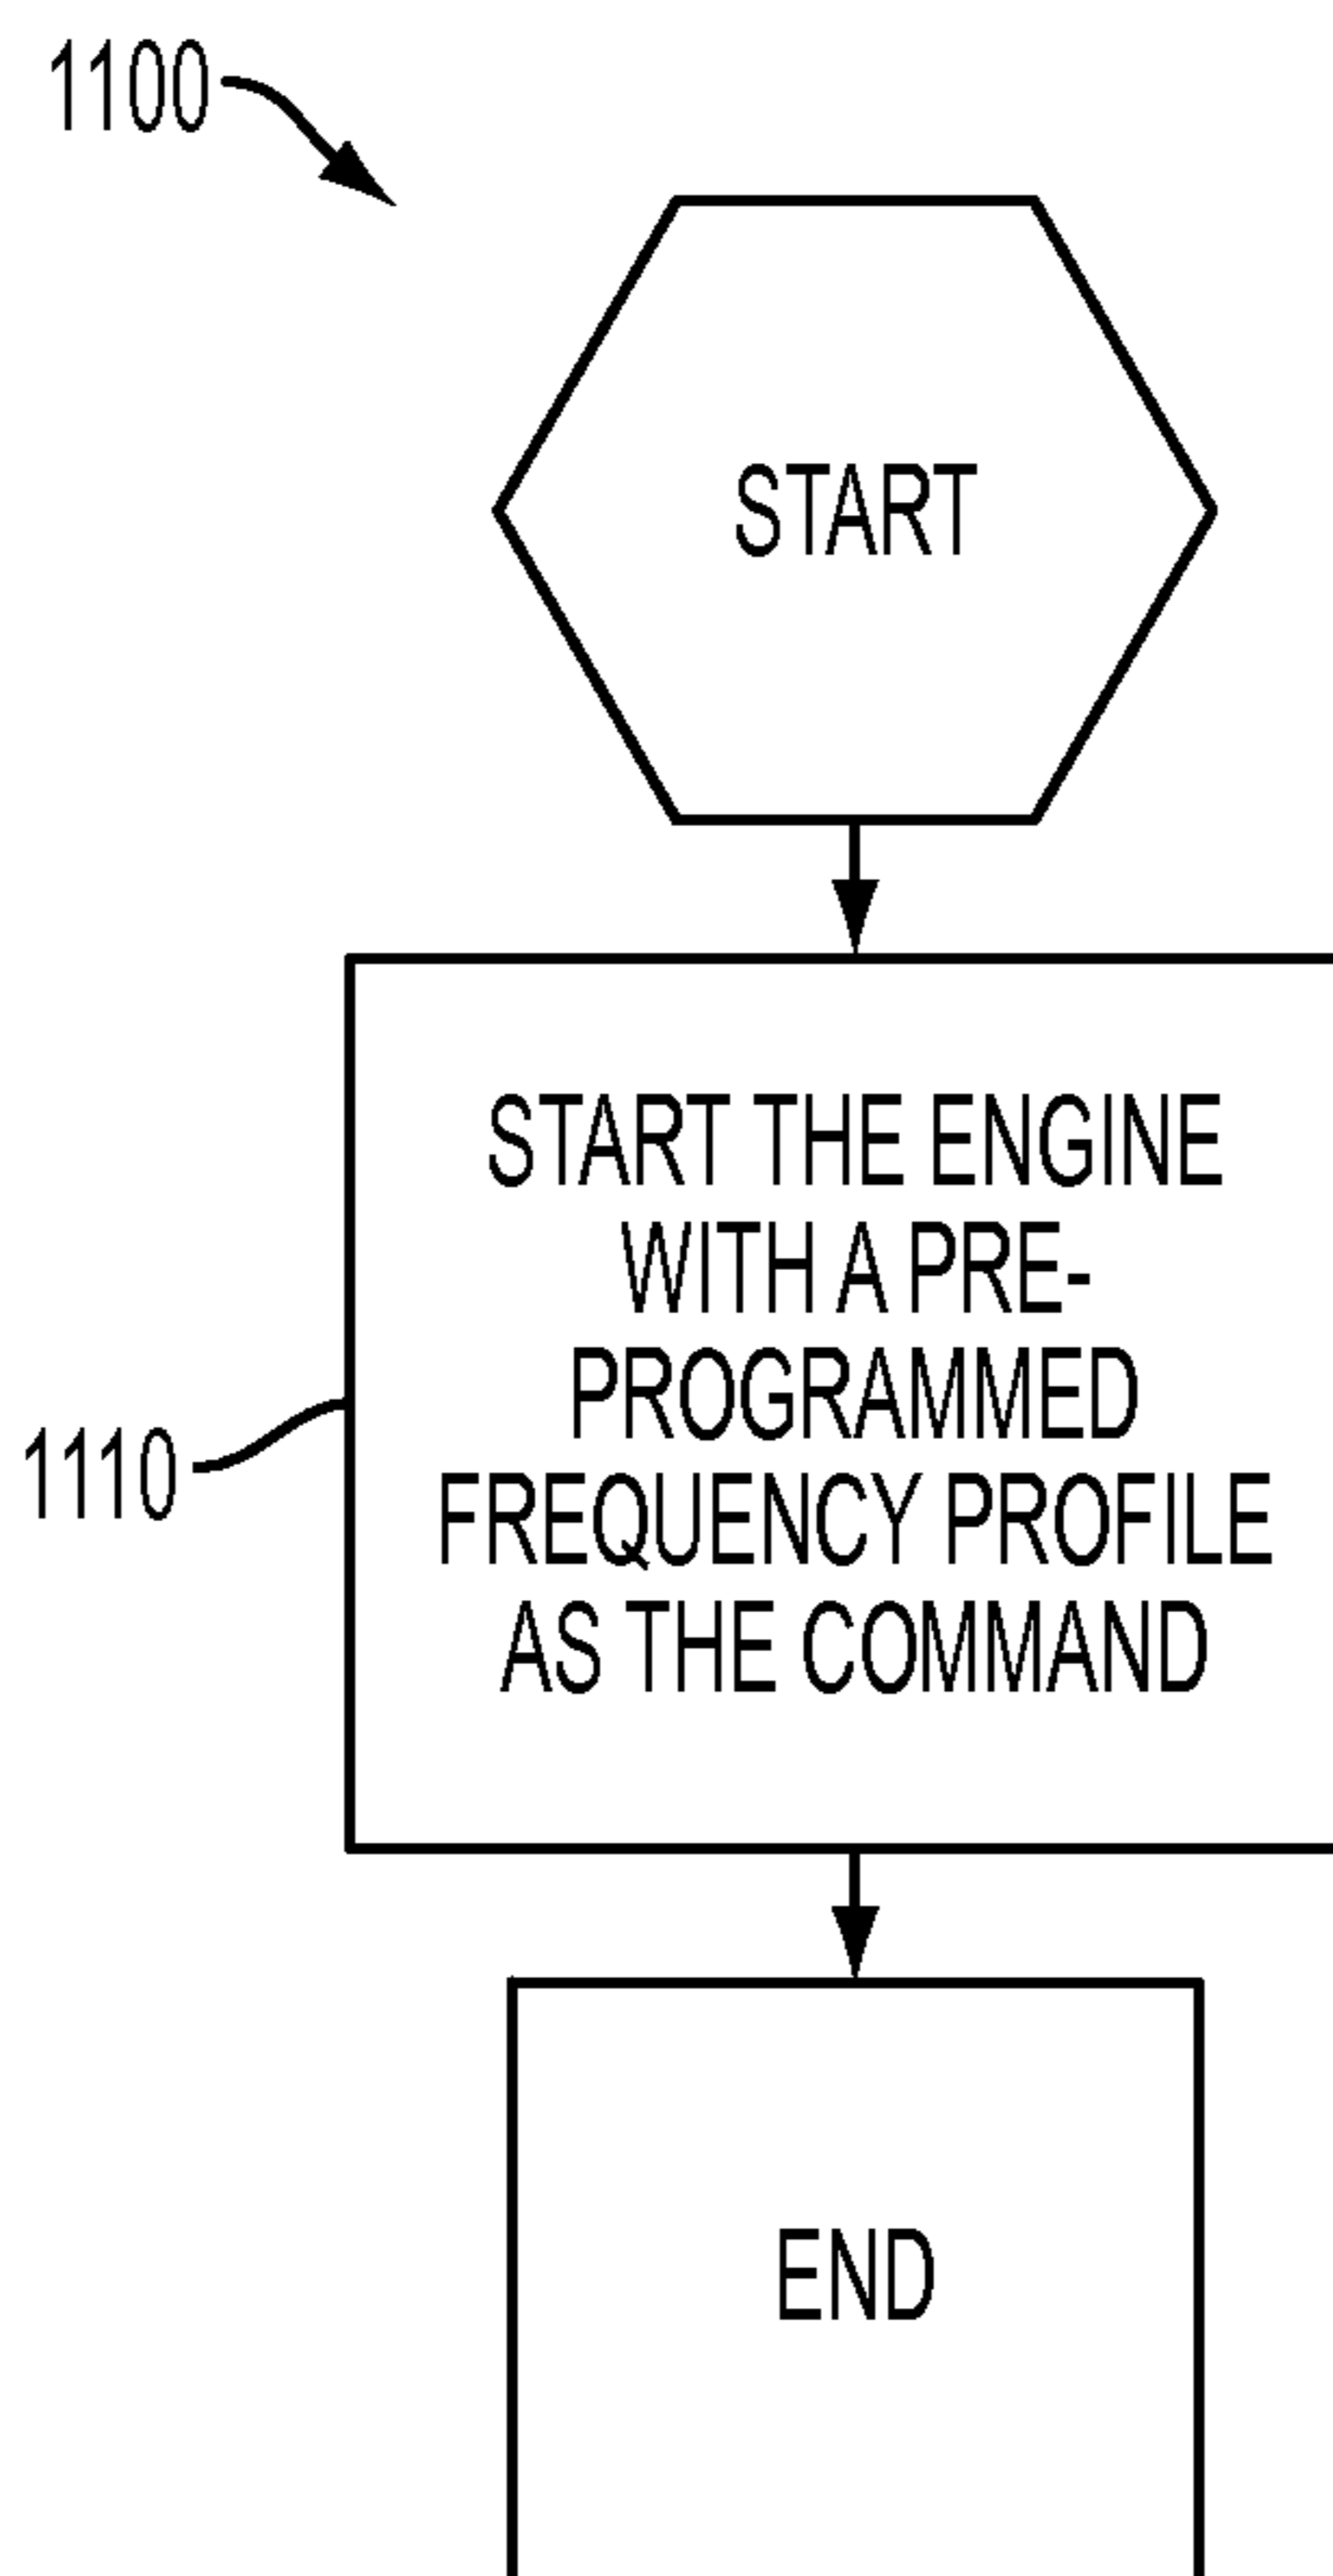 1100
START
START THE ENGINE
WITH A PRE-
PROGRAMMED
FREQUENCY PROFILE
AS THE COMMAND
1110
END